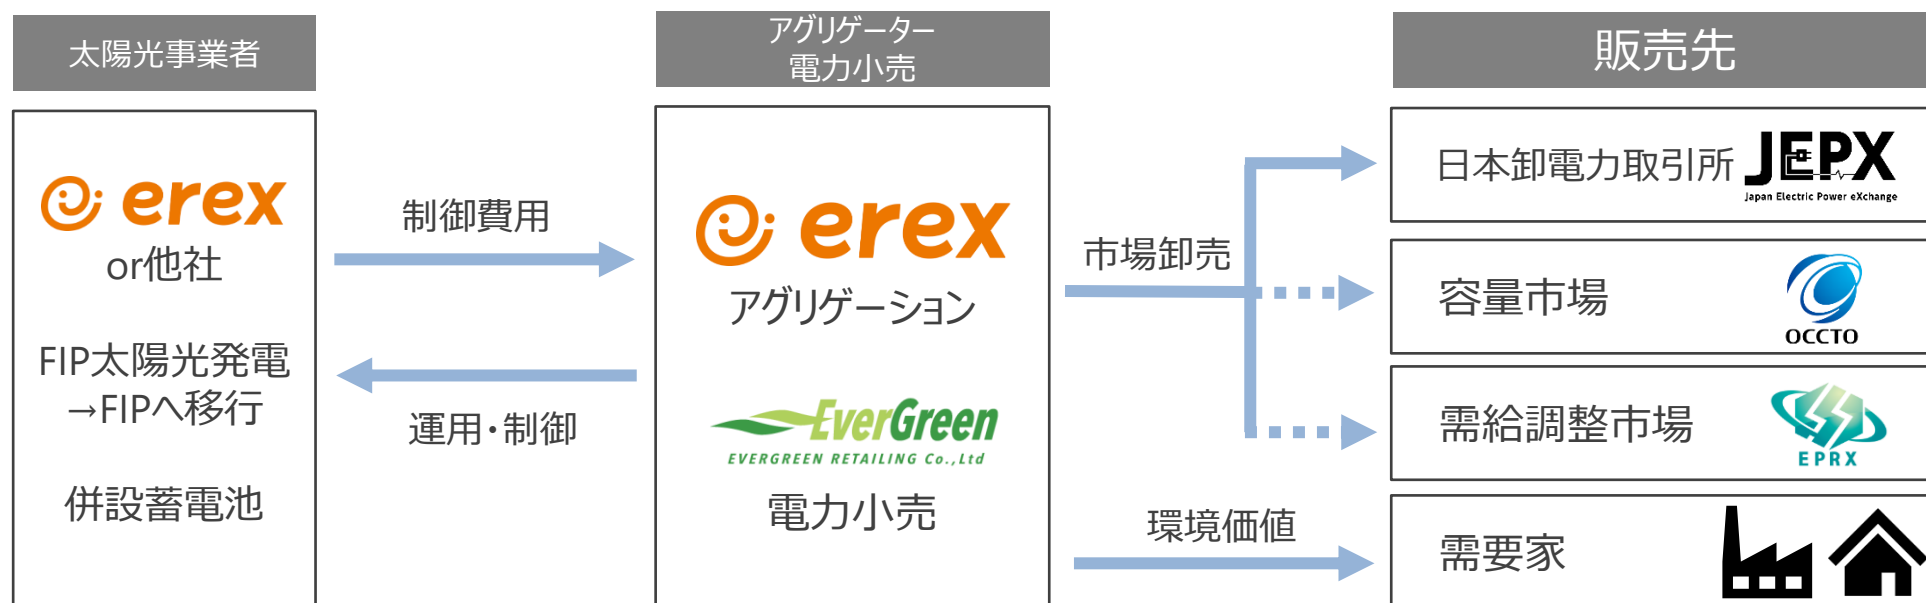 太陽光事業者
erex
or他社
FIP太陽光発電
→FIPへ移行
併設蓄電池
制御費用
運用・制御
アグリゲーター
電力小売
erex
アグリゲーション
EverGreen
EVERGREEN RETAILING Co.,Ltd
電力小売
市場卸売
環境価値
販売先
日本卸電力取引所
JEPX
Japan Electric Power eXchange
容量市場
OCCTO
需給調整市場
EPRX
需要家